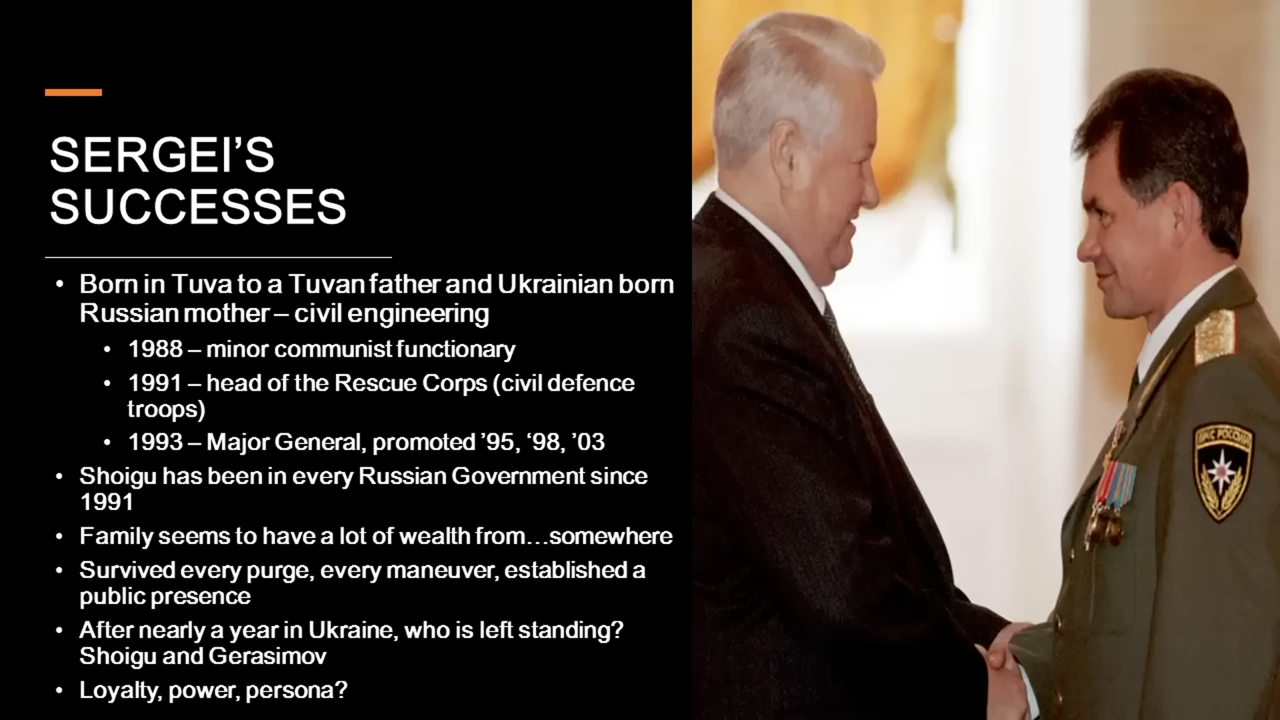 SERGEI’S
SUCCESSES
• Born in Tuva to a Tuvan father and Ukrainian born
Russian mother – civil engineering
• 1988 – minor communist functionary
• 1991 – head of the Rescue Corps (civil defence
troops)
• 1993 – Major General, promoted ’95, ‘98, ’03
• Shoigu has been in every Russian Government since
1991
• Family seems to have a lot of wealth from…somewhere
• Survived every purge, every maneuver, established a
public presence
• After nearly a year in Ukraine, who is left standing?
Shoigu and Gerasimov
• Loyalty, power, persona?
МЧС РОССИИ